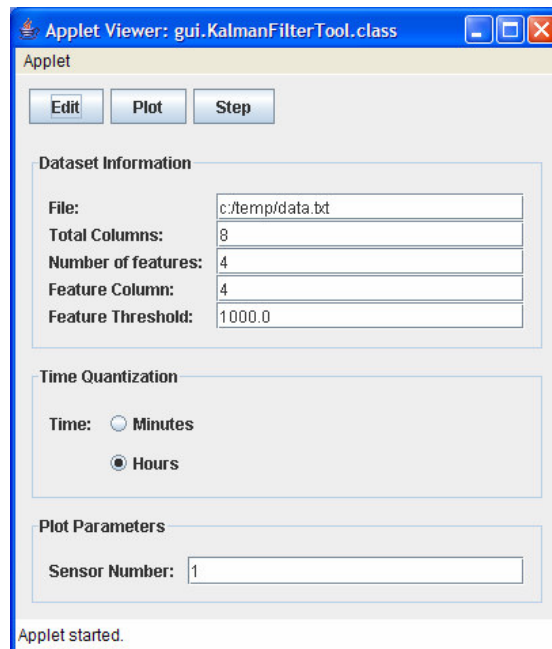 Applet Viewer: gui.KalmanFilterTool.class
Applet
Edit Plot Step
Dataset Information
File: c:/temp/data.txt
Total Columns: 8
Number of features: 4
Feature Column: 4
Feature Threshold: 1000.0
Time Quantization
Time: Minutes
Hours
Plot Parameters
Sensor Number: 1
Applet started.